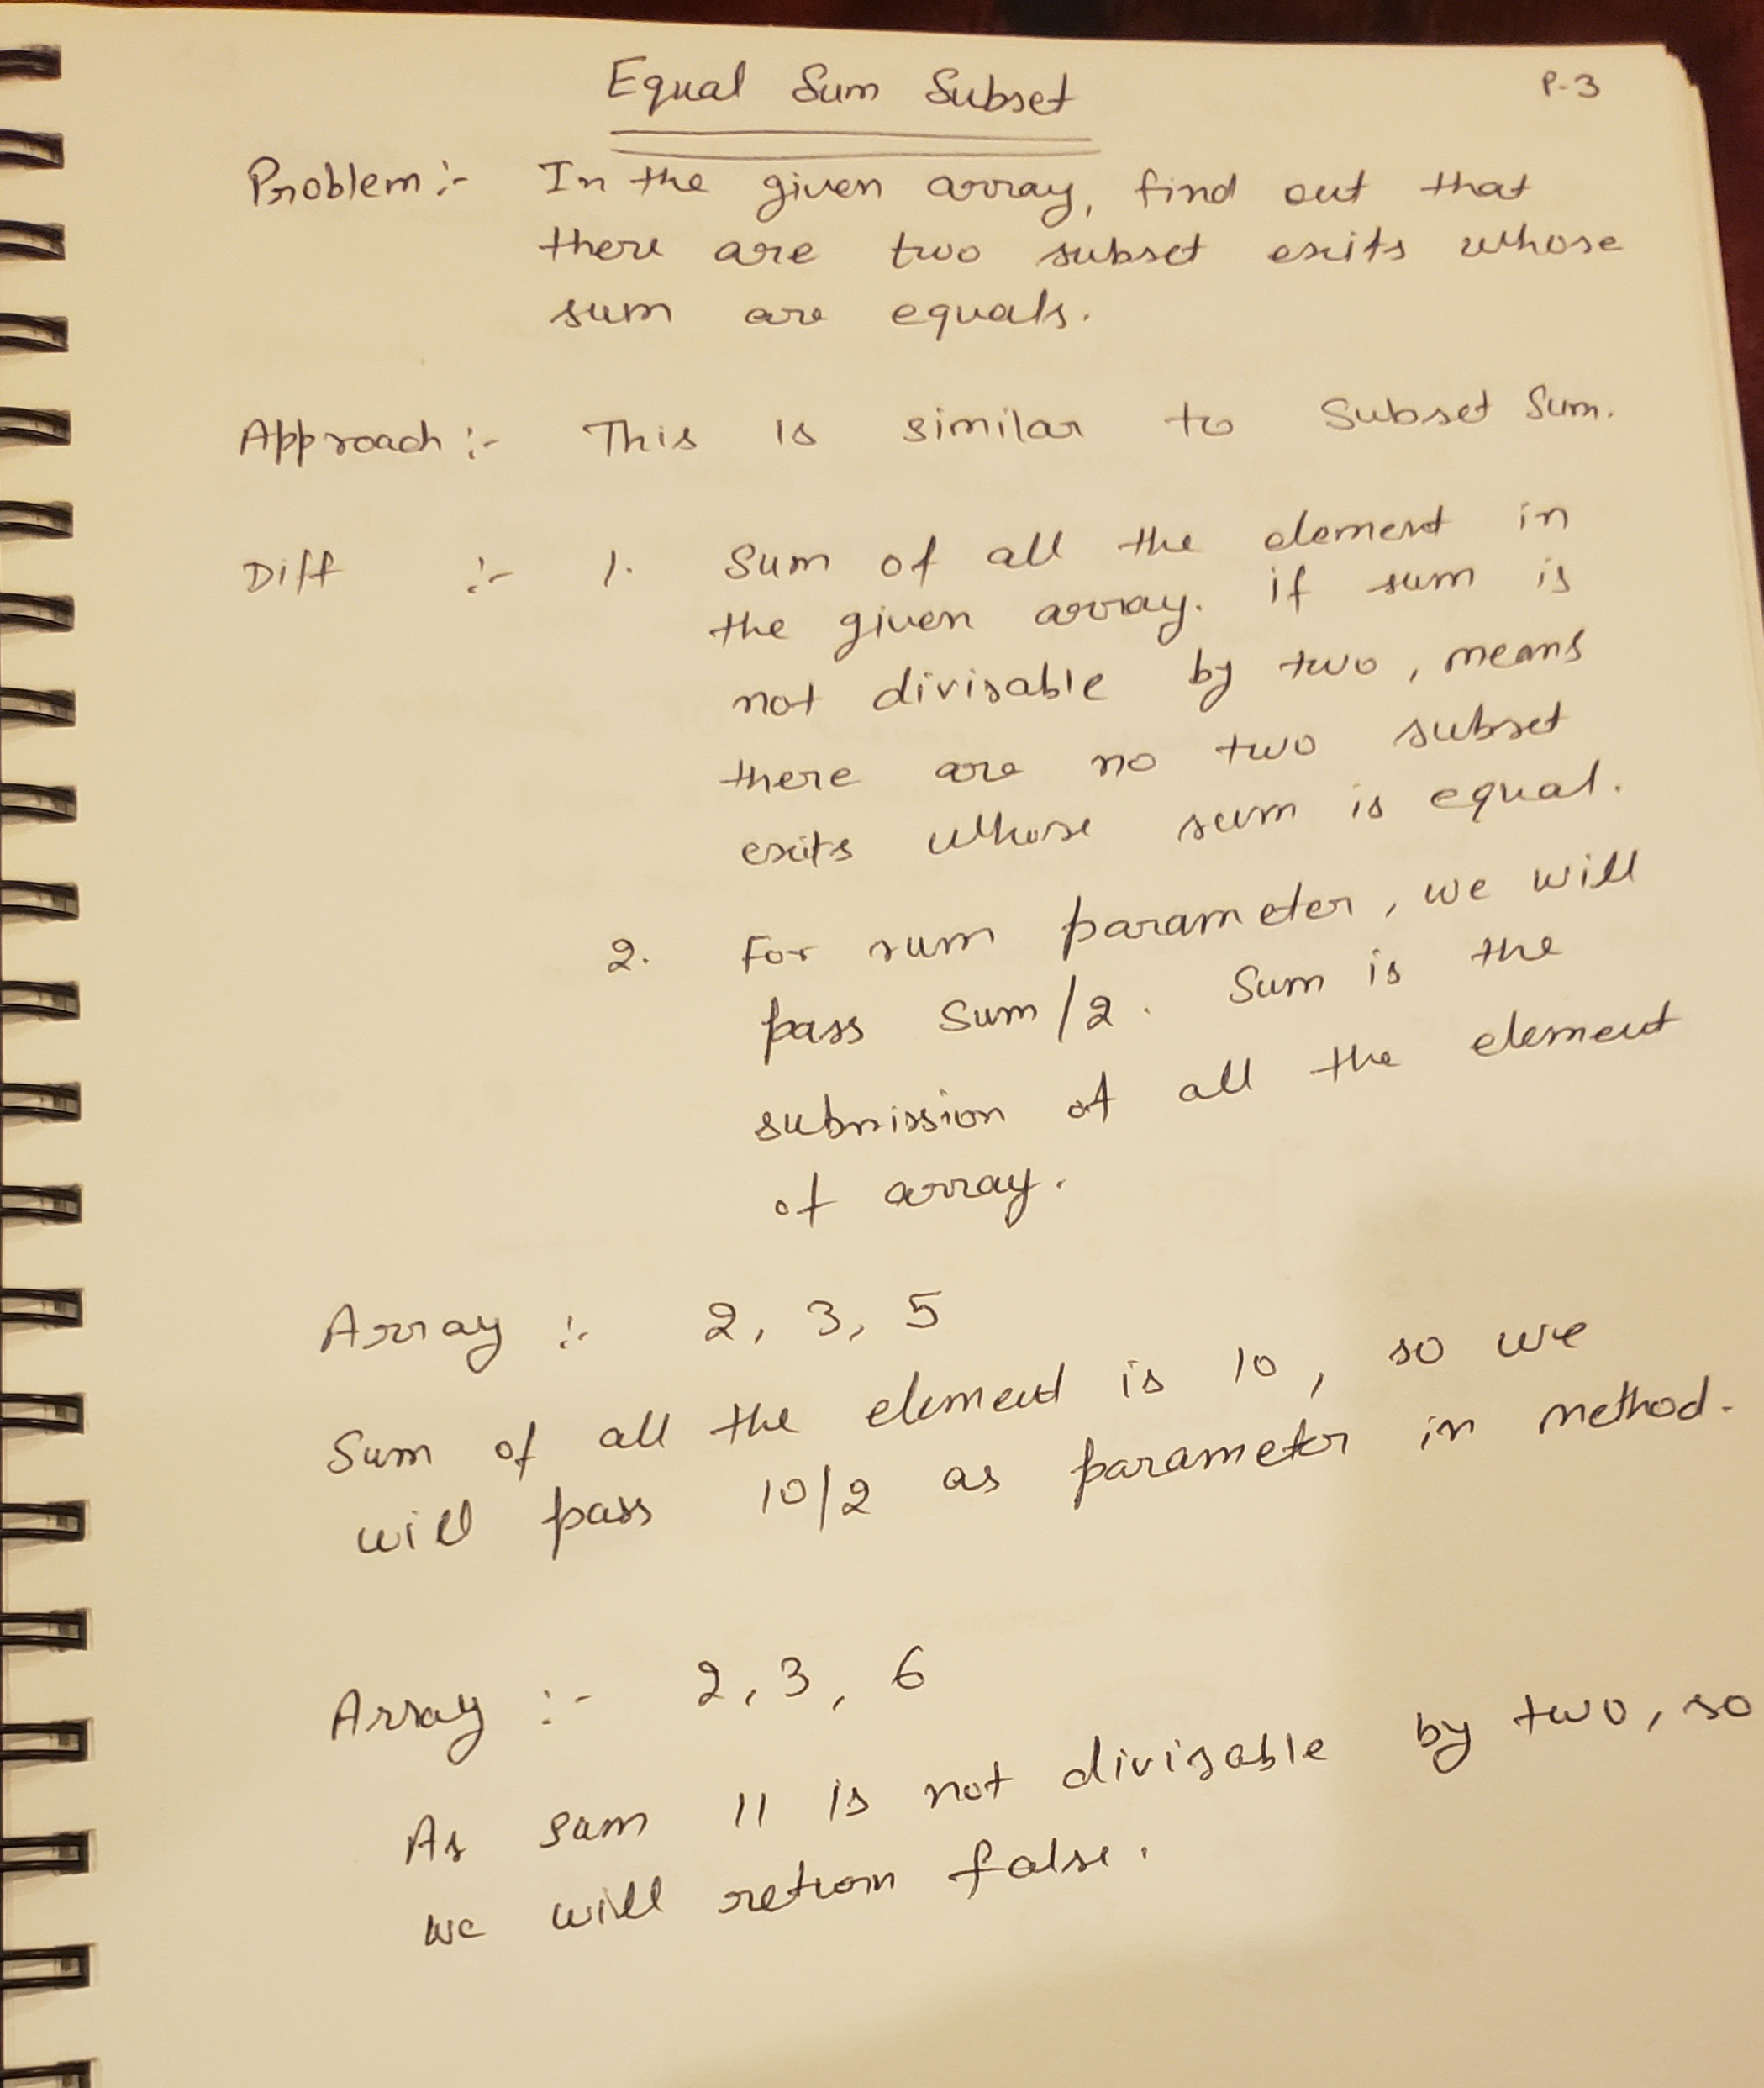 Equal Sum Subset
P-3
Problem :- In the given array, find out that
there are two subset exits whose
sum are equals.
Approach :- This is similar to Subset Sum.
Diff :- 1. Sum of all the element in
the given array. if sum is
not divisable by two, means
there are no two subset
exits whose sum is equal.
2. For sum parameter, we will
pass Sum/2. Sum is the
submission of all the element
of array.
Array :- 2, 3, 5
Sum of all the element is 10, so we
will pass 10/2 as parameter in method.
Array :- 2, 3, 6
As sum 11 is not divisable by two, so
we will return false.